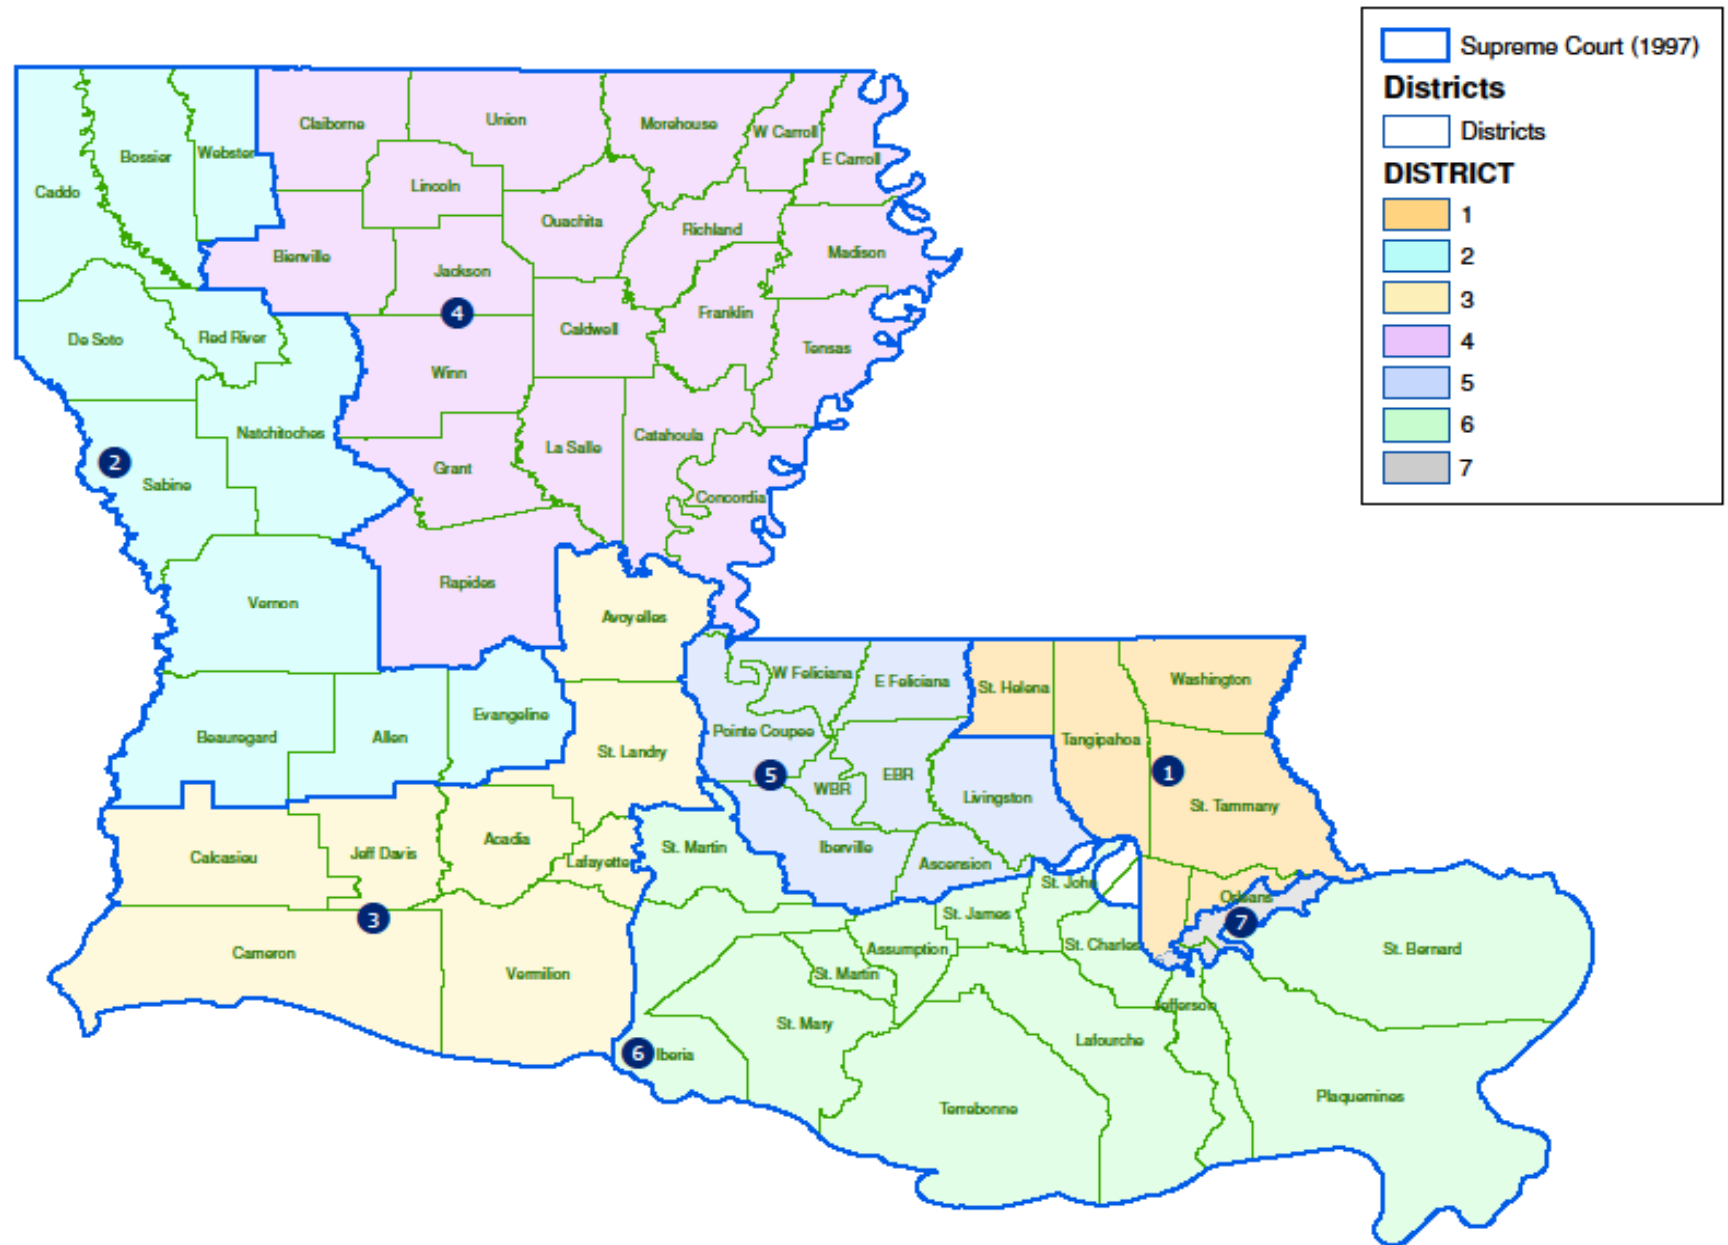 Supreme Court (1997)
Districts
Districts
DISTRICT
1
2
3
4
5
6
7
Claiborne
Union
Morehouse
W Carroll
E Carroll
Bossier
Webster
Caddo
Lincoln
Ouachita
Richland
Madison
Bienville
Jackson
4
Franklin
Caldwell
De Soto
Red River
Tensas
Winn
Natchitoches
La Salle
Catahoula
2
Sabine
Grant
Concordia
Rapides
Vernon
Avoyelles
W Feliciana
E Feliciana
St. Helena
Washington
Evangeline
Beauregard
Allen
Pointe Coupee
Tangipahoa
St. Landry
5
WBR
EBR
1
Livingston
St. Tammany
Calcasieu
Jeff Davis
Acadia
Lafayette
St. Martin
Iberville
Ascension
St. John
Orleans
3
7
St. James
Cameron
Vermilion
Assumption
St. Charles
St. Bernard
St. Martin
Jefferson
St. Mary
Lafourche
6
Iberia
Terrebonne
Plaquemines